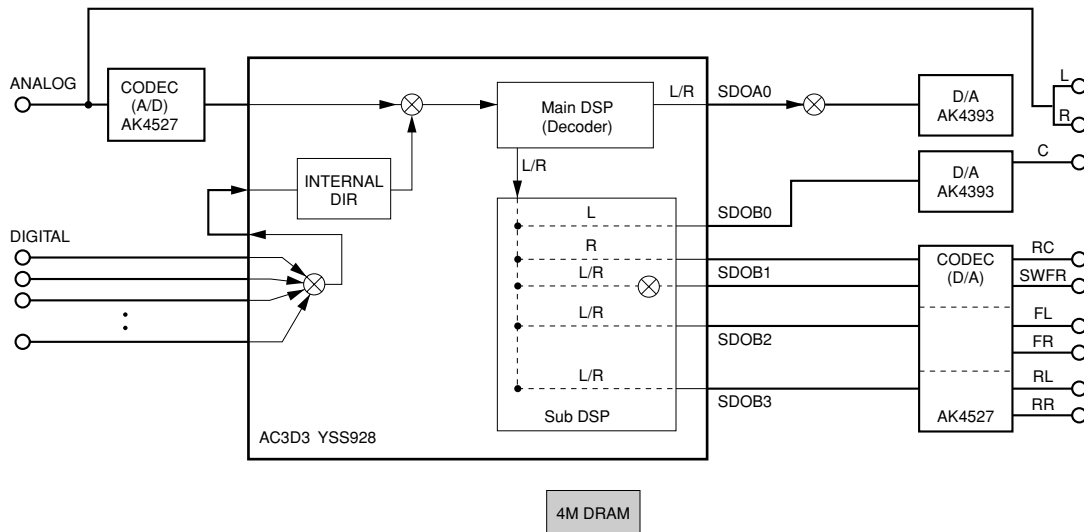 ANALOG
CODEC
(A/D)
AK4527
Main DSP
(Decoder)
L/R
SDOA0
D/A
AK4393
L
R
L/R
INTERNAL
DIR
D/A
AK4393
C
DIGITAL
L
SDOB0
R
L/R
SDOB1
CODEC
(D/A)
RC
SWFR
L/R
SDOB2
FL
FR
L/R
SDOB3
RL
RR
AK4527
Sub DSP
AC3D3 YSS928
4M DRAM